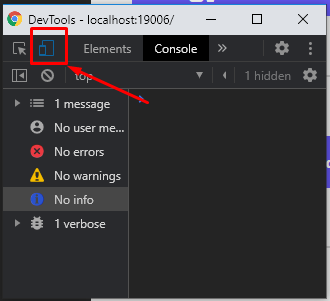 DevTools - localhost:19006/
Elements Console »
top 1 hidden
1 message
No user me...
No errors
No warnings
No info
1 verbose